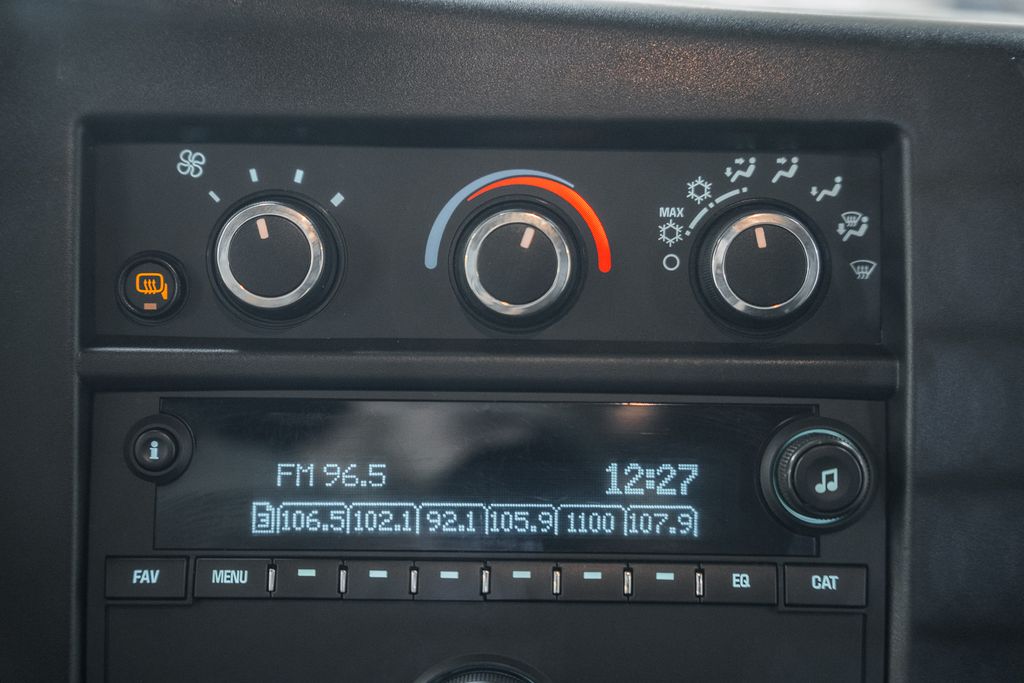 MAX
i
FM 96.5 12:27
3 106.5 102.1 92.1 105.9 1100 107.9
FAV MENU EQ CAT